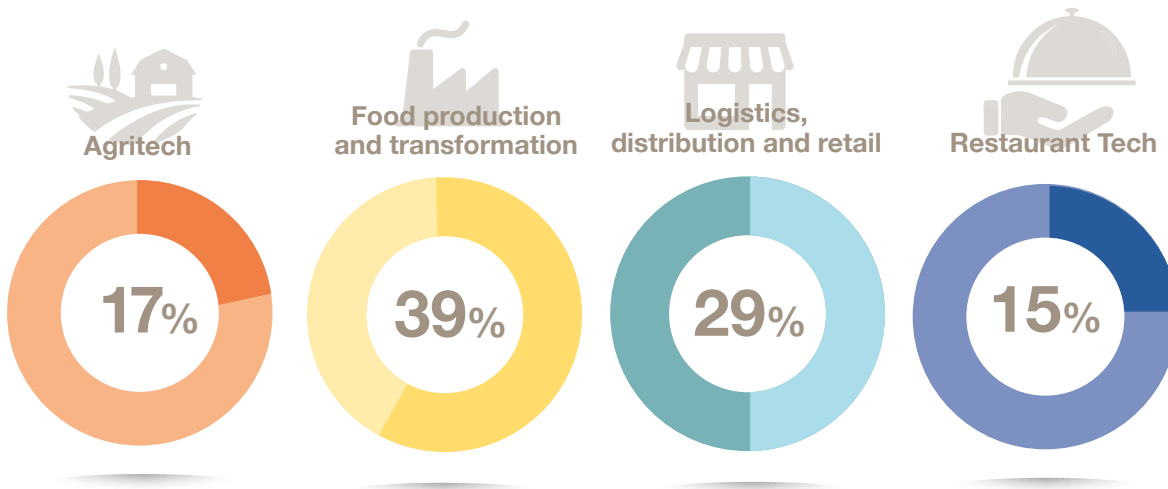 Agritech
Food production
and transformation
Logistics,
distribution and retail
Restaurant Tech
17%
39%
29%
15%